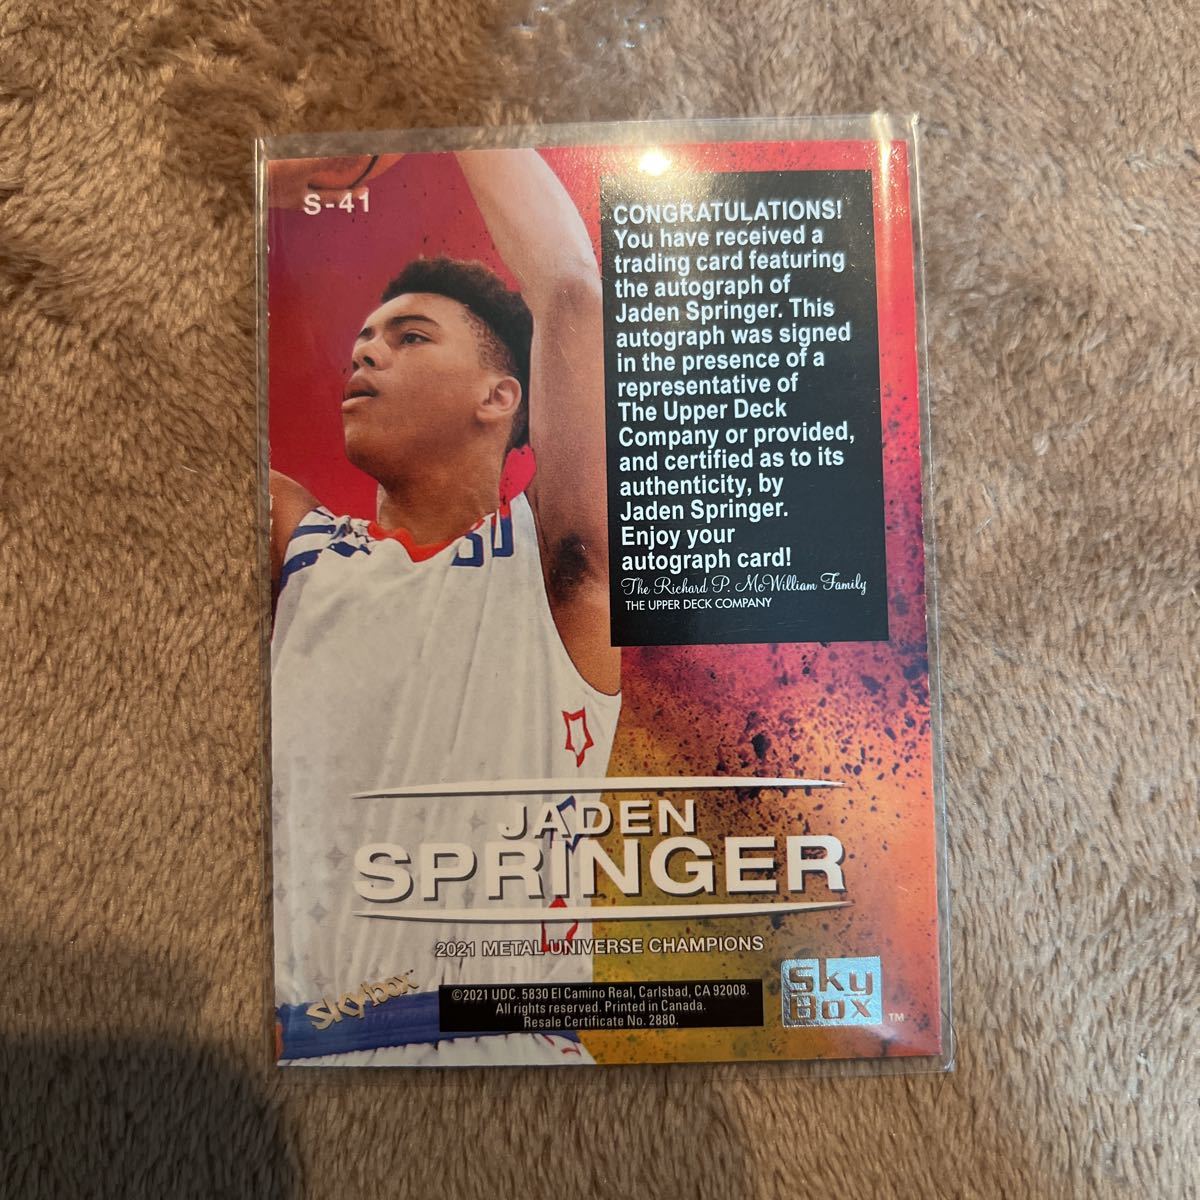 S-41
CONGRATULATIONS!
You have received a
trading card featuring
the autograph of
Jaden Springer. This
autograph was signed
in the presence of a
representative of
The Upper Deck
Company or provided,
and certified as to its
authenticity, by
Jaden Springer.
Enjoy your
autograph card!
The Richard P. McWilliam Family
THE UPPER DECK COMPANY
JADEN
SPRINGER
2021 METAL UNIVERSE CHAMPIONS
skybox
©2021 UDC. 5830 El Camino Real, Carlsbad, CA 92008.
All rights reserved. Printed in Canada.
Resale Certificate No. 2880.
Sky
Box
TM